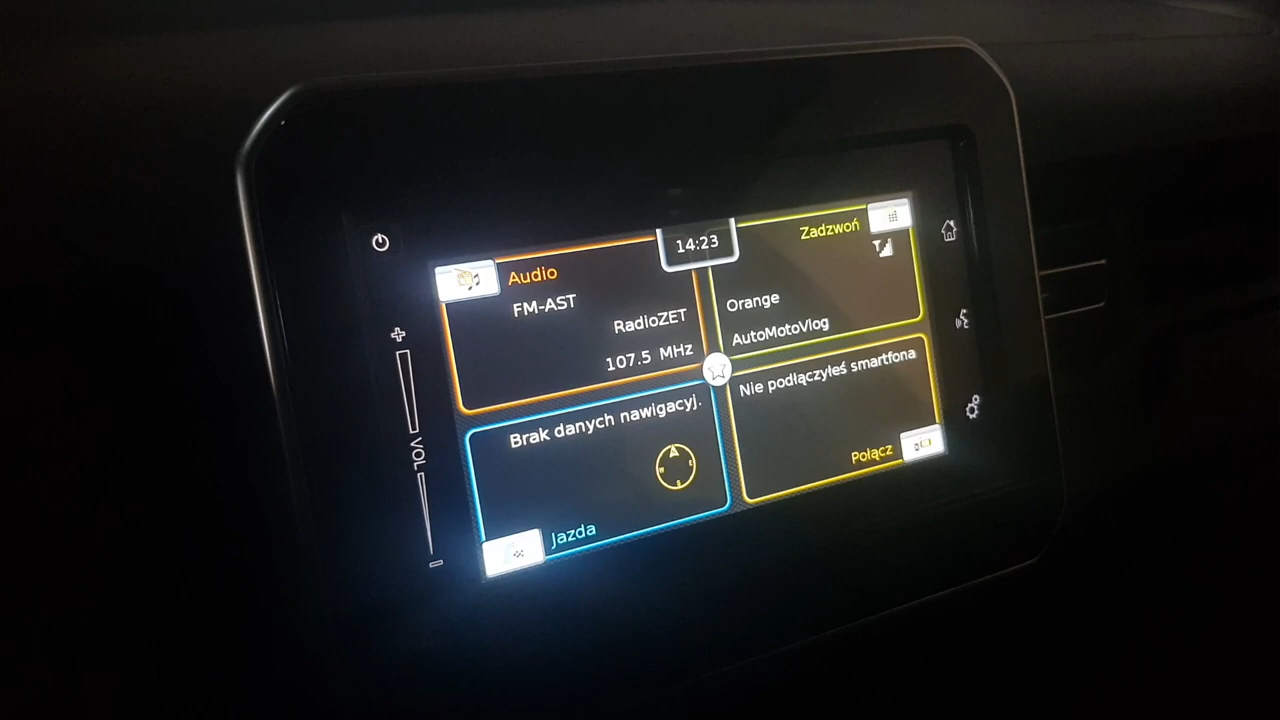 14:23
Audio
FM-AST
RadioZET
107.5 MHz
Zadzwoń
Orange
AutoMotoVlog
Brak danych nawigacyj.
Jazda
Nie podłączyłeś smartfona
Połącz
VOL